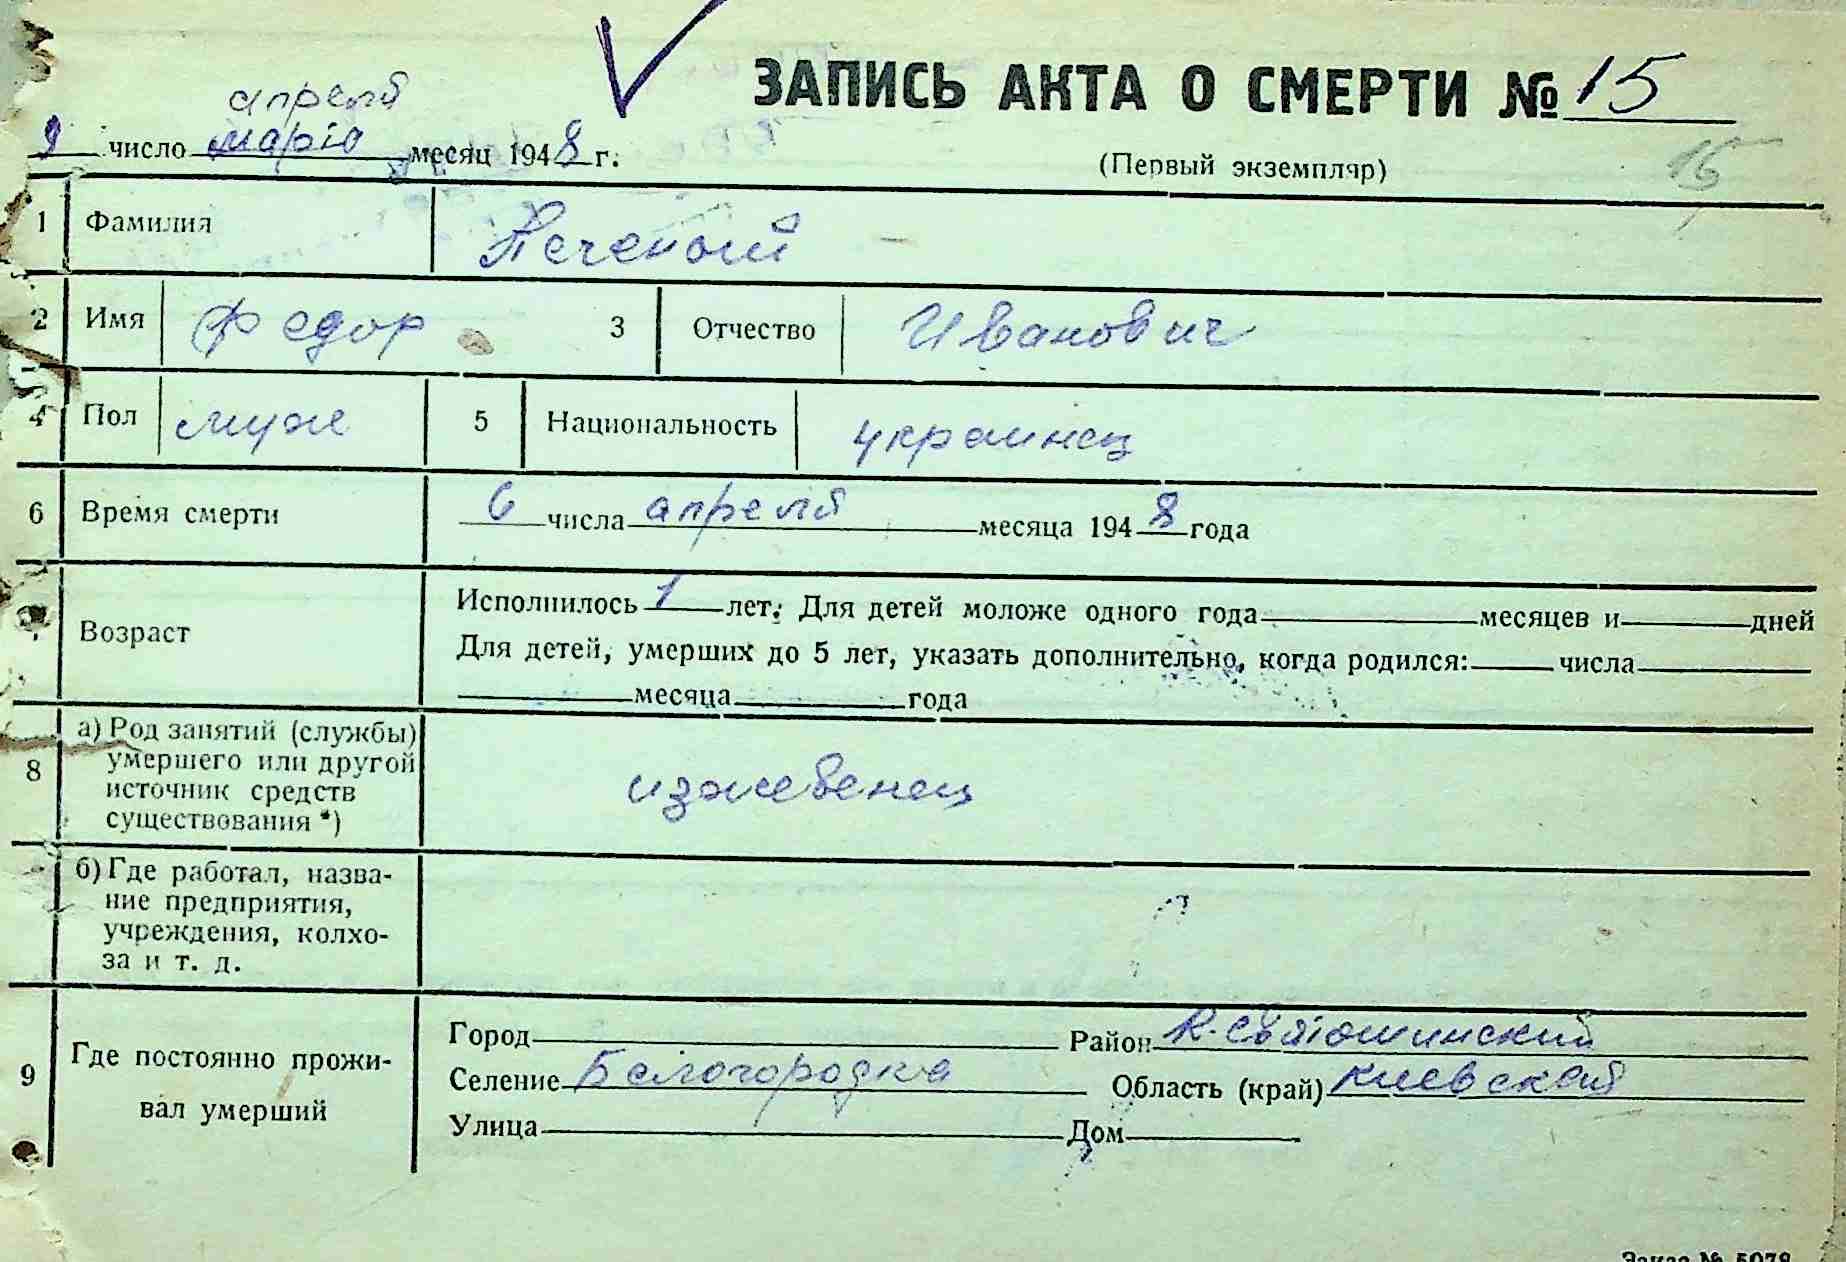 ЗАПИСЬ АКТА О СМЕРТИ № 15
апреля
9 число марта месяц 1948 г.
(Первый экземпляр)
15
1 Фамилия Печеный
2 Имя Федор 3 Отчество Иванович
4 Пол муж 5 Национальность украинец
6 Время смерти 6 числа апреля месяца 1948 года
Возраст
Исполнилось 1 лет. Для детей моложе одного года месяцев и дней
Для детей, умерших до 5 лет, указать дополнительно, когда родился: числа
месяца года
8
а) Род занятий (службы)
умершего или другой
источник средств
существования *)
изжевенец
б) Где работал, назва-
ние предприятия,
учреждения, колхо-
за и т. д.
9
Где постоянно прожи-
вал умерший
Город Район К-Святошинский
Селение Белогородка Область (край) Киевская
Улица Дом
Заказ № 5078